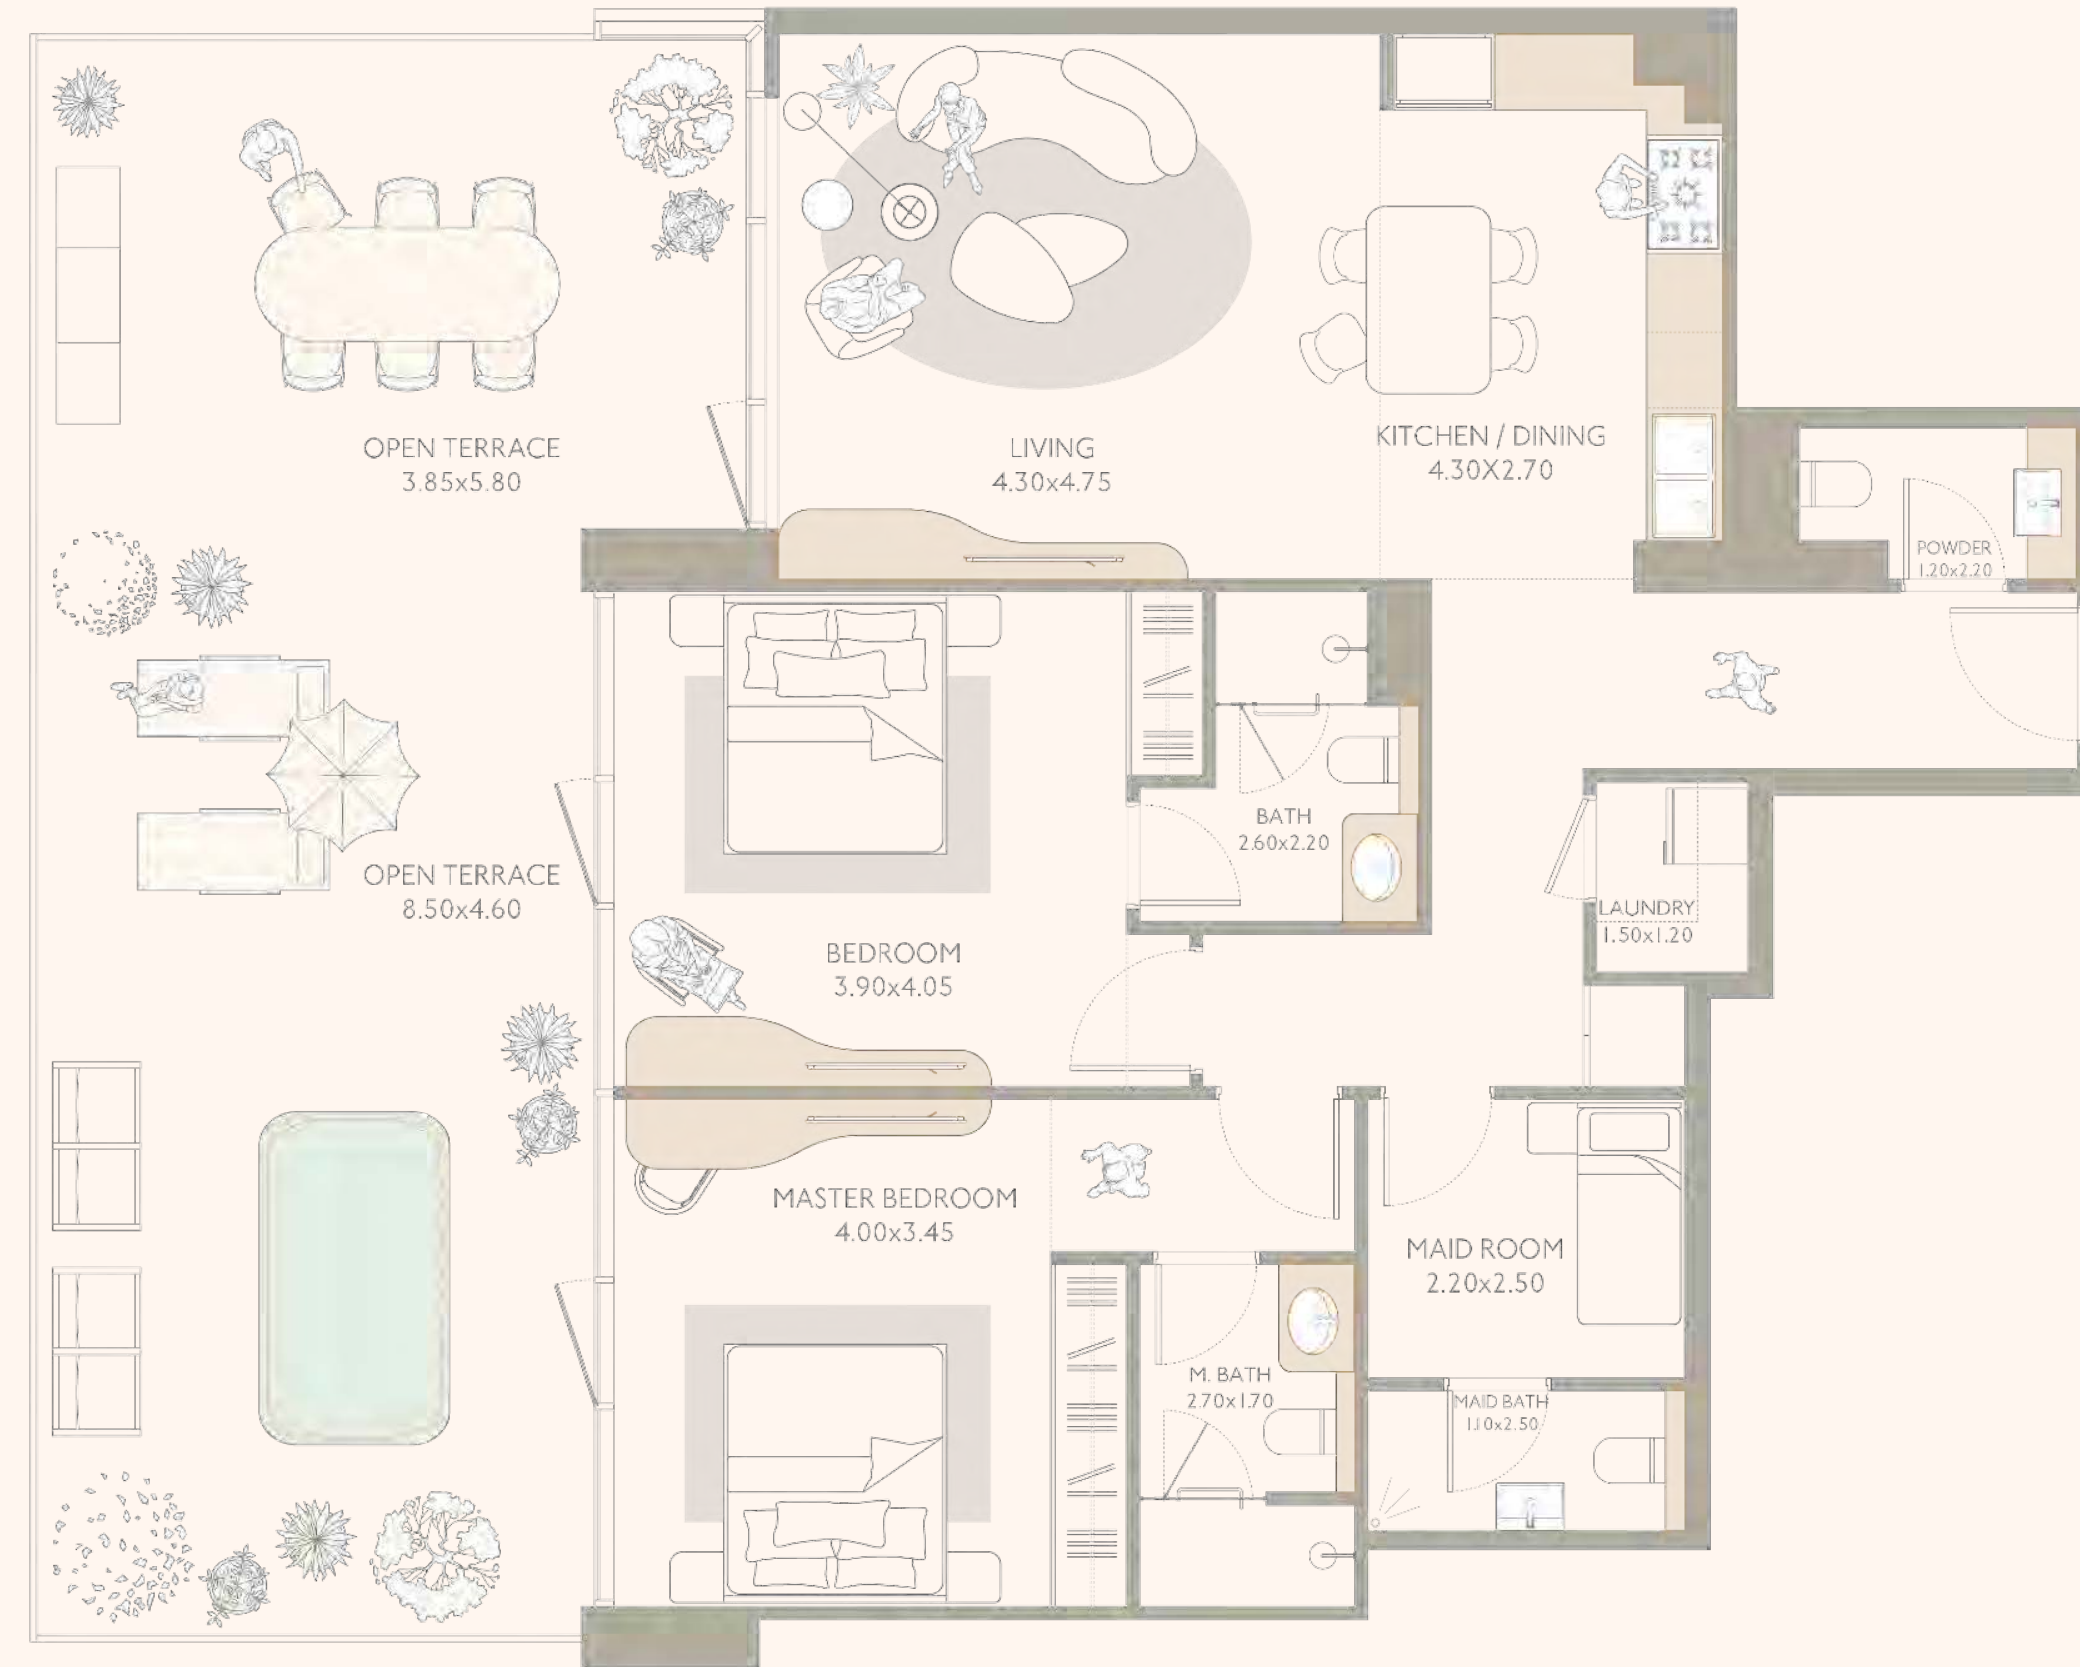 OPEN TERRACE
3.85x5.80
LIVING
4.30x4.75
KITCHEN / DINING
4.30X2.70
POWDER
1.20x2.20
OPEN TERRACE
8.50x4.60
BEDROOM
3.90x4.05
BATH
2.60x2.20
LAUNDRY
1.50x1.20
MASTER BEDROOM
4.00x3.45
MAID ROOM
2.20x2.50
M. BATH
2.70x1.70
MAID BATH
1.10x2.50